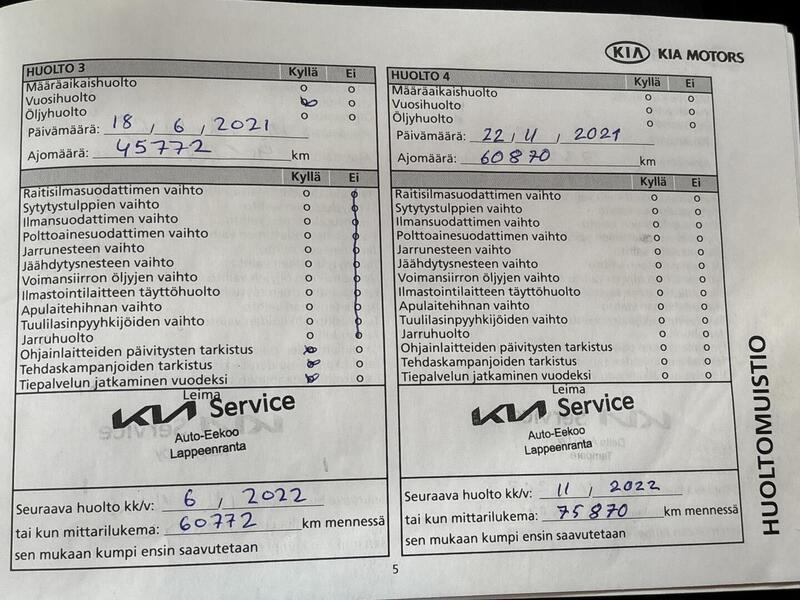 KIA KIA MOTORS
HUOLTO 3 Kyllä Ei
Määräaikaishuolto o o
Vuosihuolto o o
Öljyhuolto o o
Päivämäärä: 18 / 6 / 2021
Ajomäärä: 45772 km
Kyllä Ei
Raitisilmasuodattimen vaihto o o
Sytytystulppien vaihto o o
Ilmansuodattimen vaihto o o
Polttoainesuodattimen vaihto o o
Jarrunesteen vaihto o o
Jäähdytysnesteen vaihto o o
Voimansiirron öljyjen vaihto o o
Ilmastointilaitteen täyttöhuolto o o
Apulaitehihnan vaihto o o
Tuulilasinpyyhkijöiden vaihto o o
Jarruhuolto o o
Ohjainlaitteiden päivitysten tarkistus o o
Tehdaskampanjoiden tarkistus o o
Tiepalvelun jatkaminen vuodeksi o o
Leima
KIA Service
Auto-Eekoo
Lappeenranta
Seuraava huolto kk/v: 6 / 2022
tai kun mittarilukema: 60772 km mennessä
sen mukaan kumpi ensin saavutetaan
HUOLTO 4 Kyllä Ei
Määräaikaishuolto o o
Vuosihuolto o o
Öljyhuolto o o
Päivämäärä: 22 / 11 / 2021
Ajomäärä: 60870 km
Kyllä Ei
Raitisilmasuodattimen vaihto o o
Sytytystulppien vaihto o o
Ilmansuodattimen vaihto o o
Polttoainesuodattimen vaihto o o
Jarrunesteen vaihto o o
Jäähdytysnesteen vaihto o o
Voimansiirron öljyjen vaihto o o
Ilmastointilaitteen täyttöhuolto o o
Apulaitehihnan vaihto o o
Tuulilasinpyyhkijöiden vaihto o o
Jarruhuolto o o
Ohjainlaitteiden päivitysten tarkistus o o
Tehdaskampanjoiden tarkistus o o
Tiepalvelun jatkaminen vuodeksi o o
Leima
KIA Service
Auto-Eekoo
Lappeenranta
Seuraava huolto kk/v: 11 / 2022
tai kun mittarilukema: 75870 km mennessä
sen mukaan kumpi ensin saavutetaan
HUOLTOMUISTIO
5